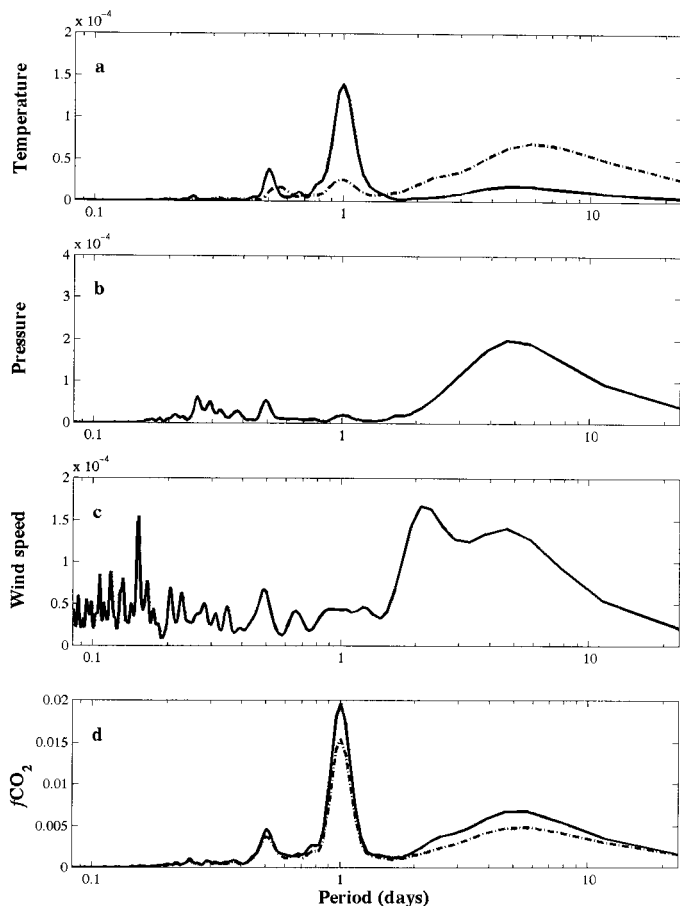 x 10⁻⁴
2
1.5
1
0.5
0
a
Temperature
0.1 1 10
x 10⁻⁴
4
3
2
1
0
b
Pressure
0.1 1 10
x 10⁻⁴
2
1.5
1
0.5
0
c
Wind speed
0.1 1 10
0.02
0.015
0.01
0.005
0
d
fCO₂
0.1 1 10
Period (days)